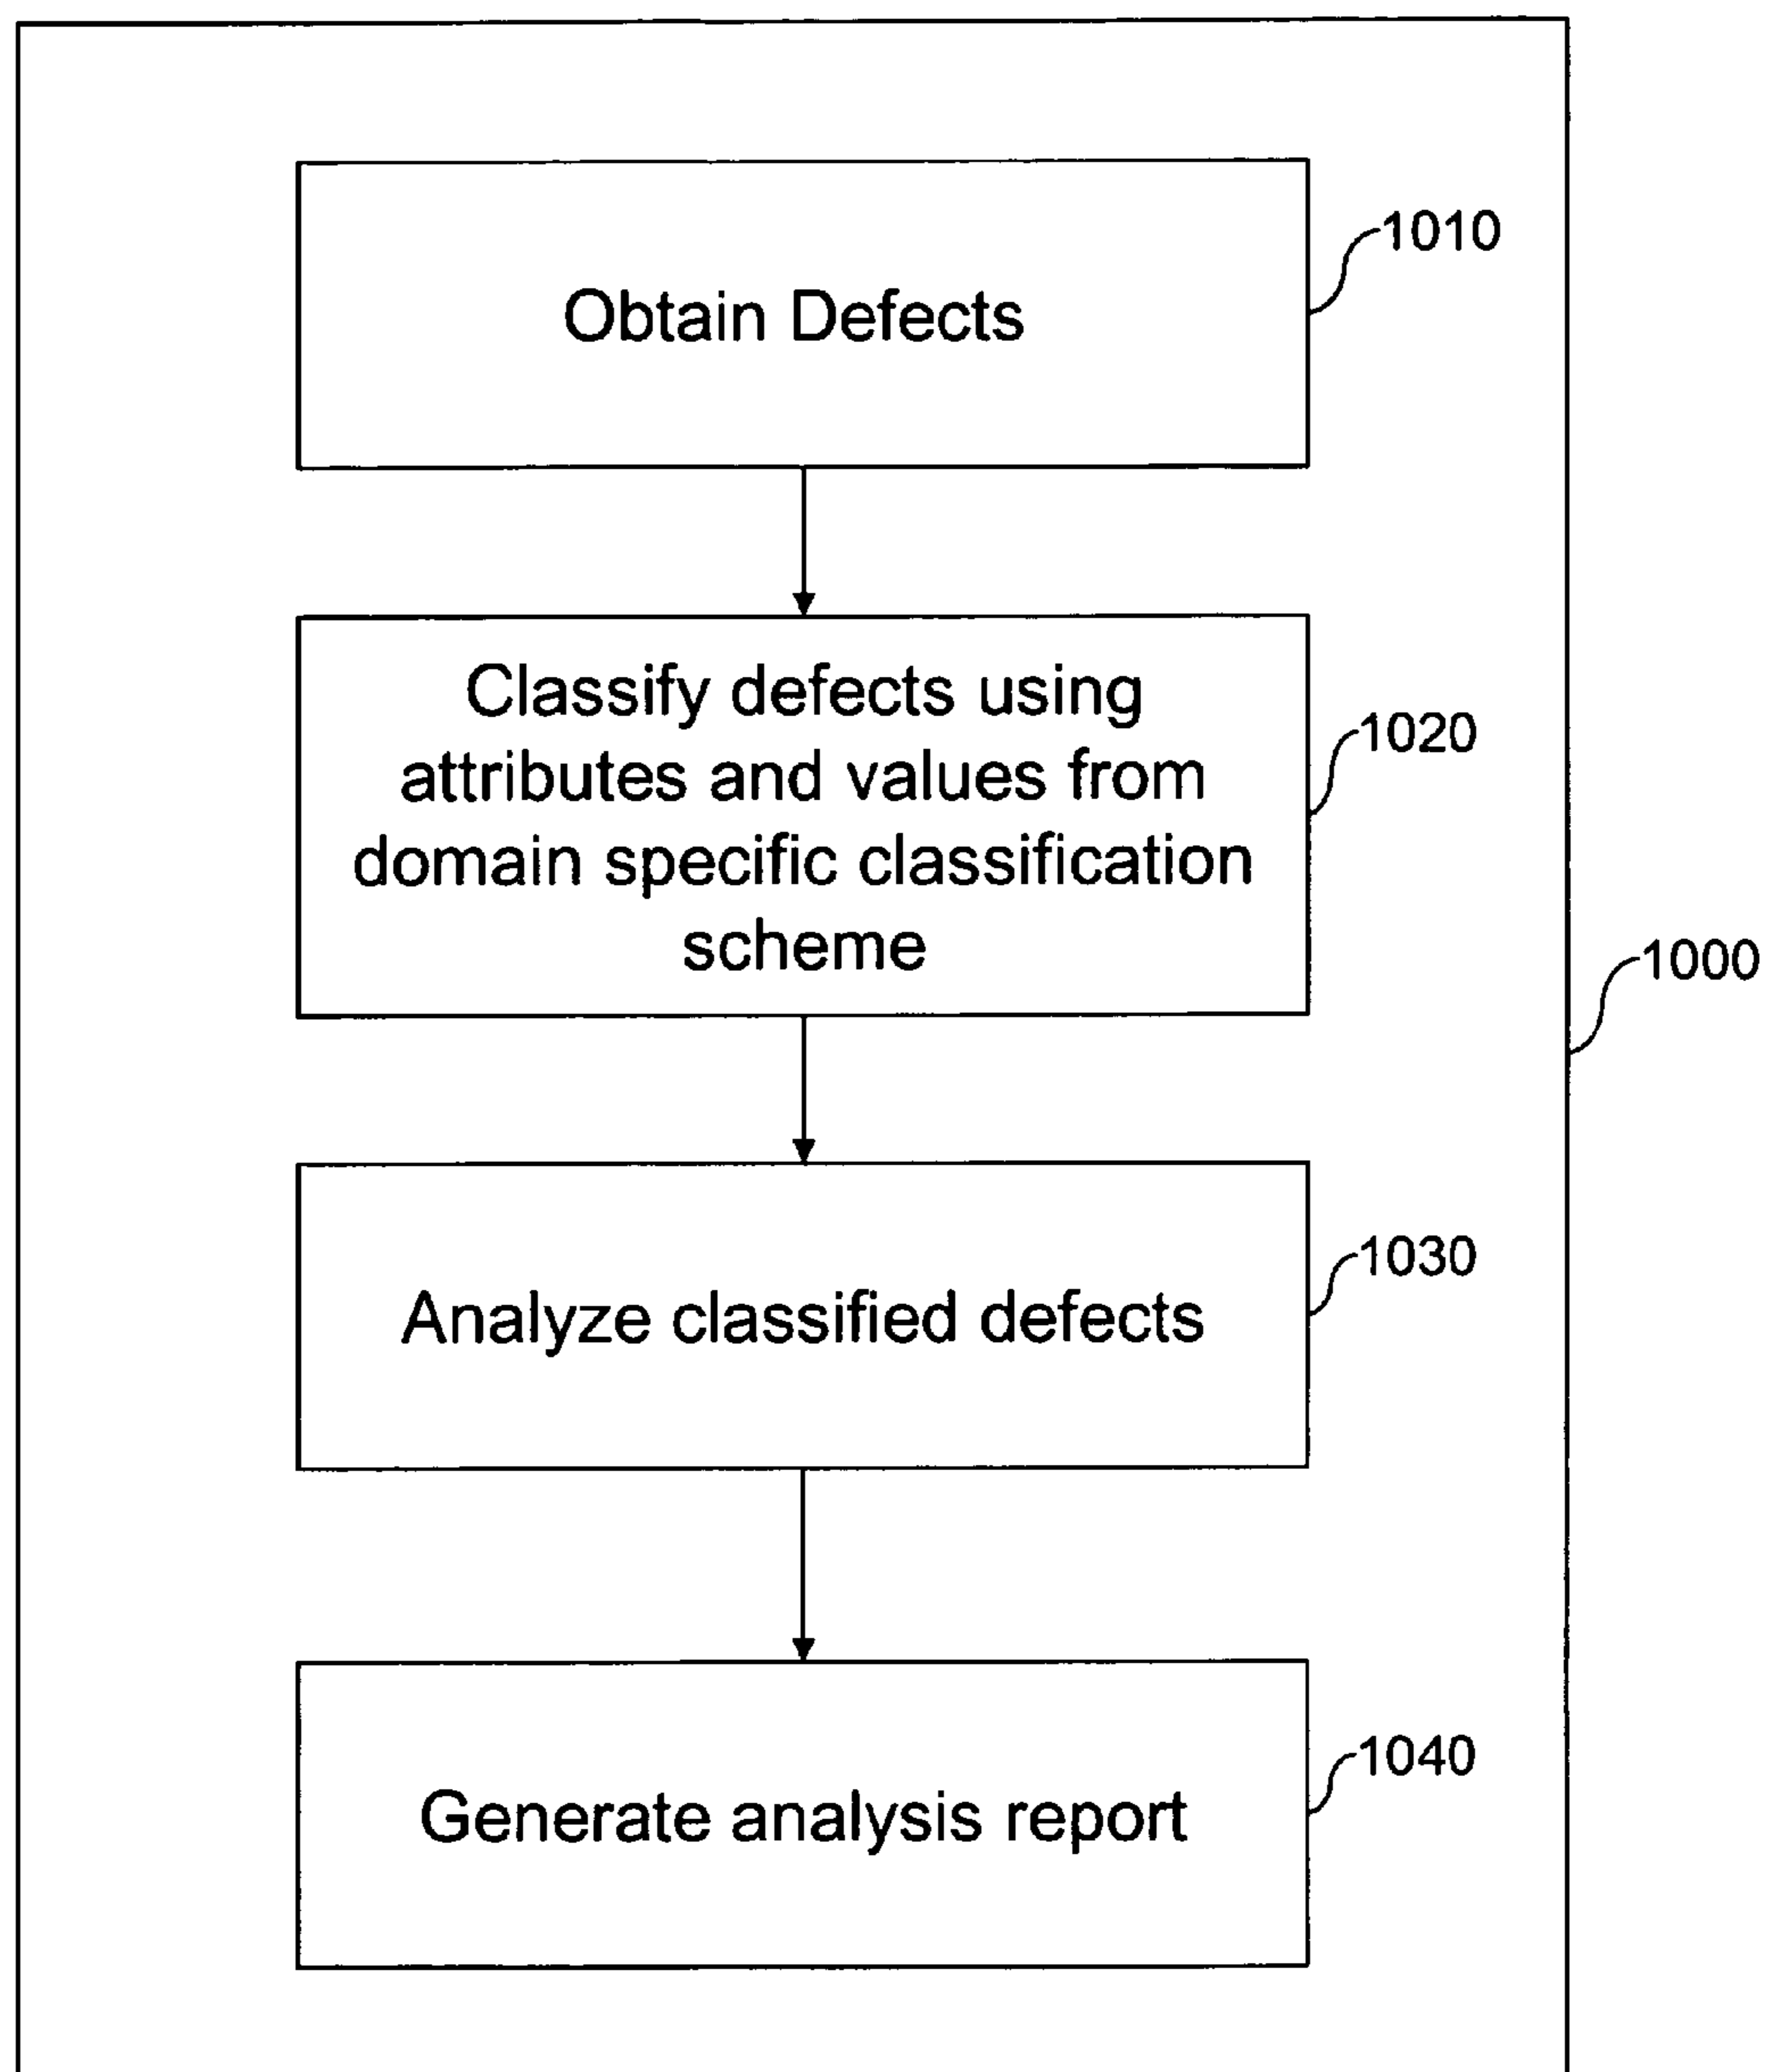 Obtain Defects
1010
Classify defects using
attributes and values from
domain specific classification
scheme
1020
1000
Analyze classified defects
1030
Generate analysis report
1040